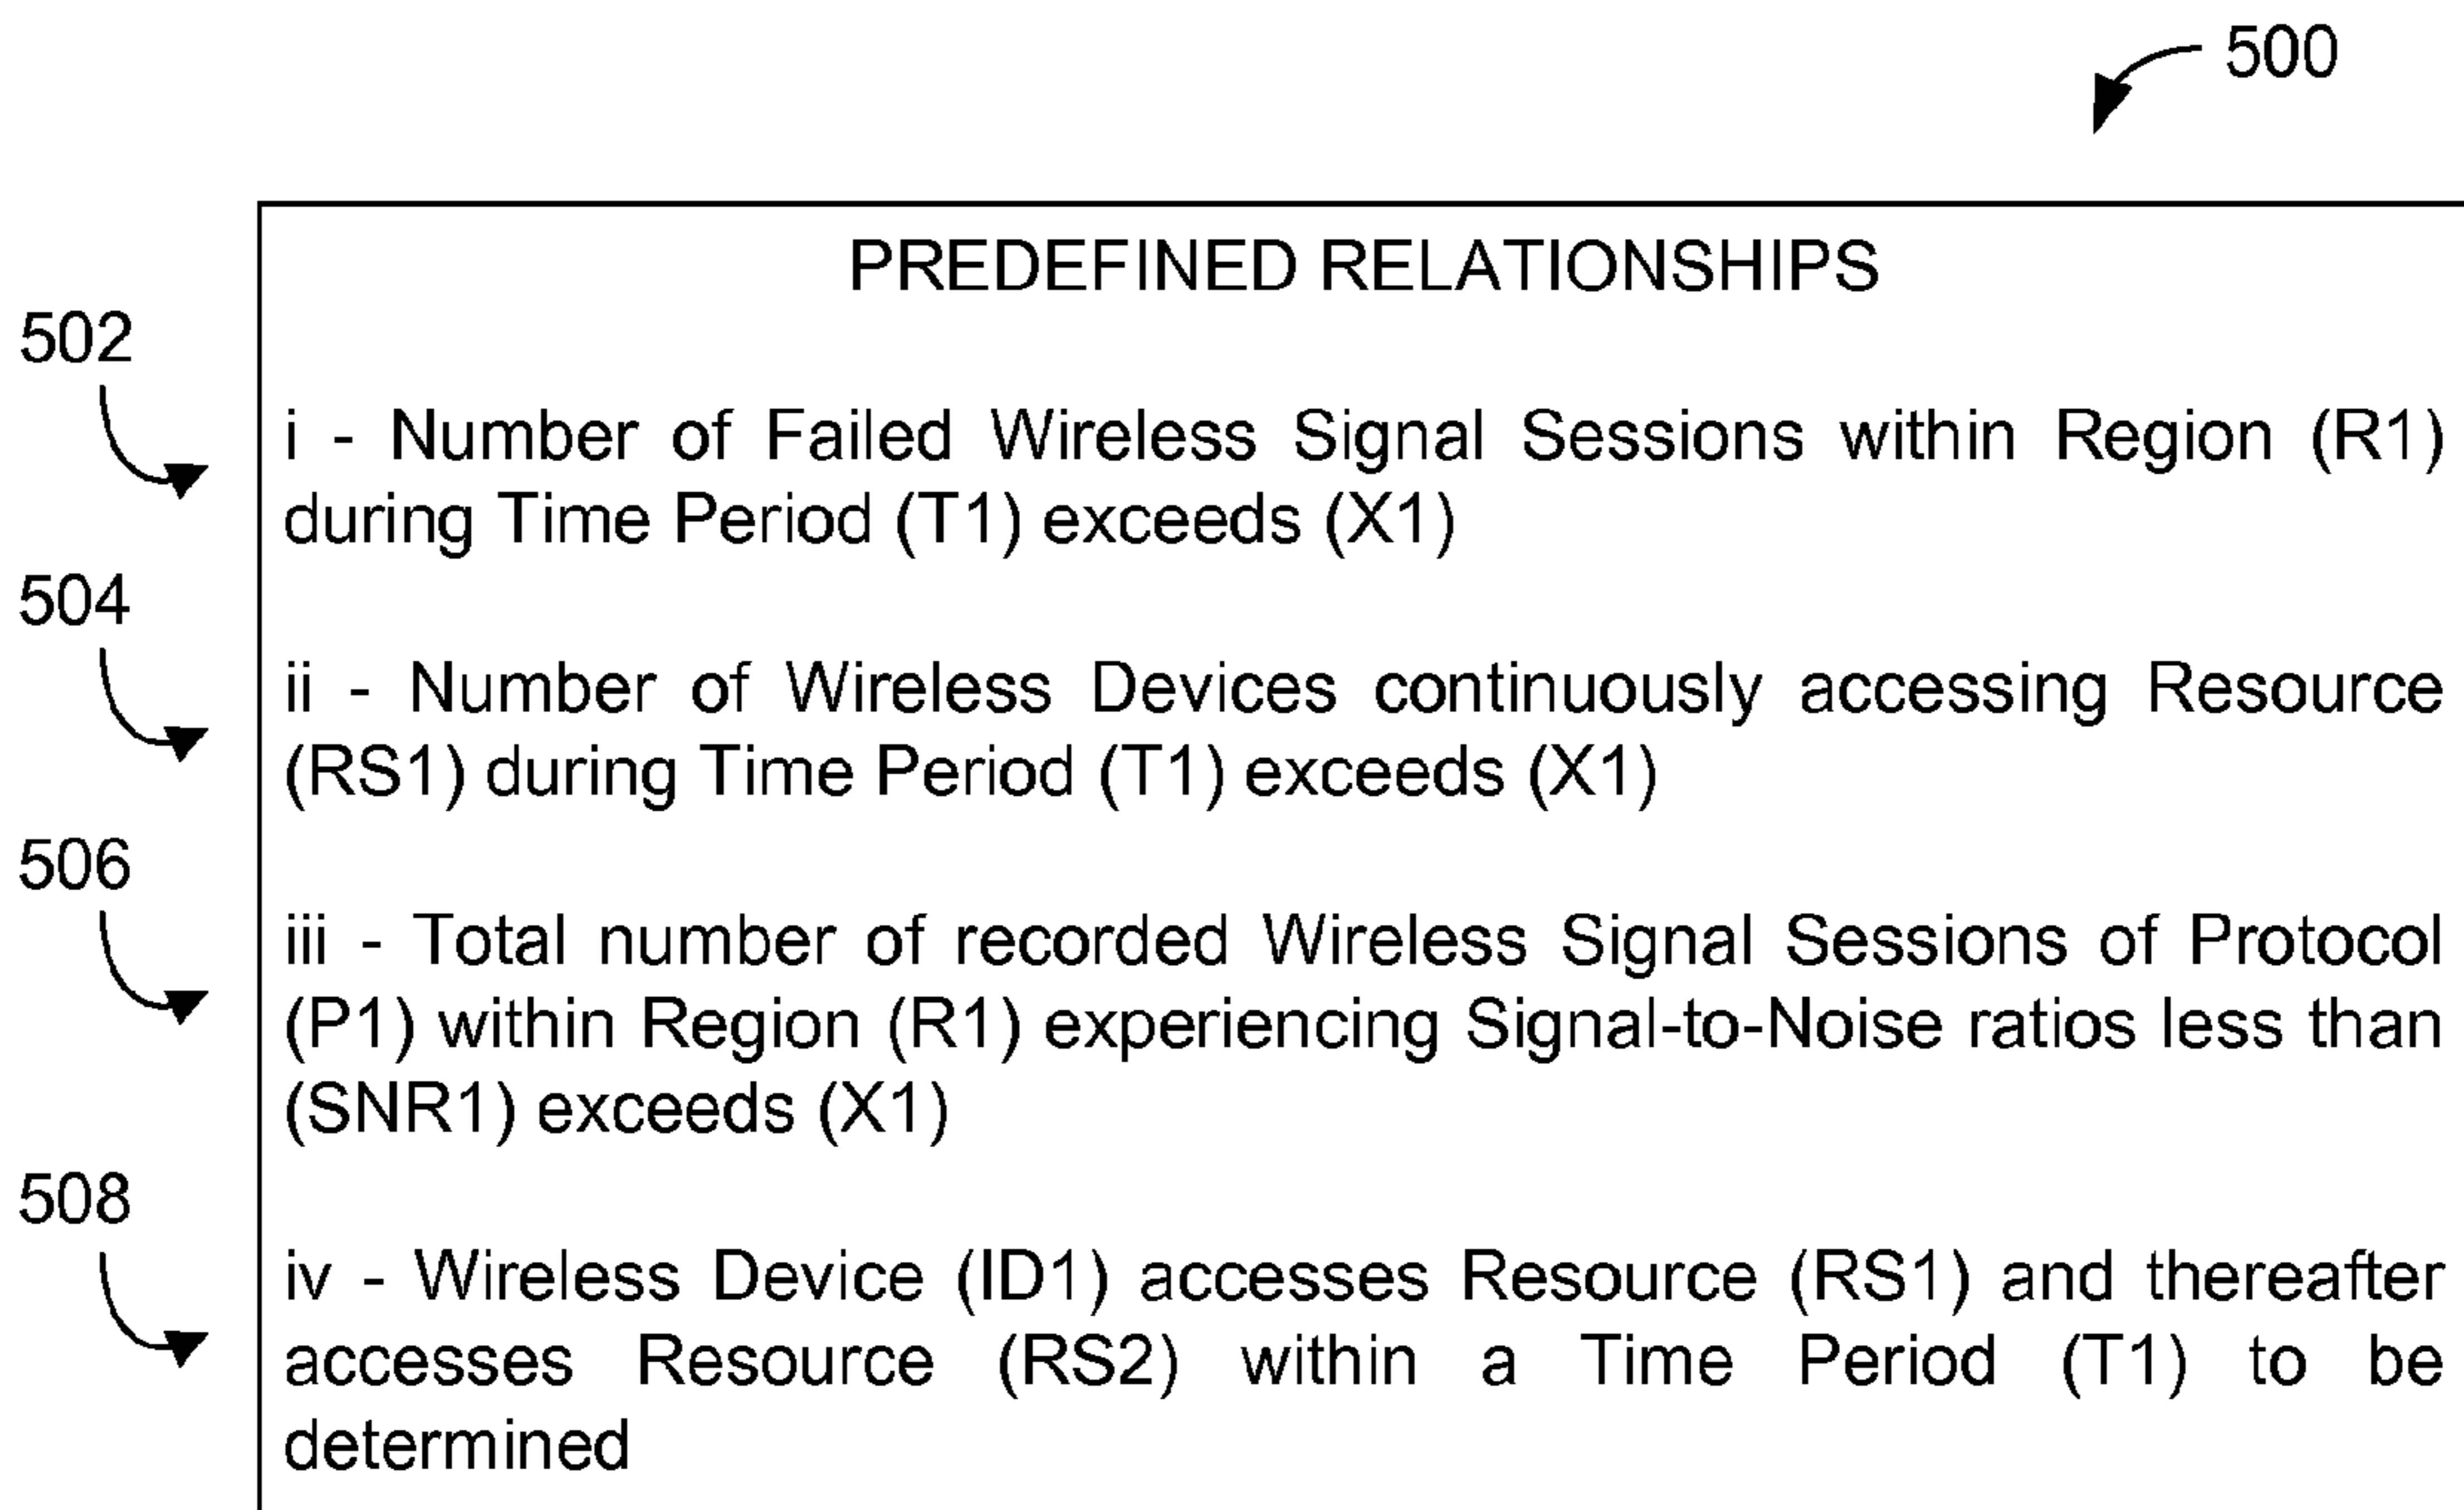 500
PREDEFINED RELATIONSHIPS
502
i - Number of Failed Wireless Signal Sessions within Region (R1)
during Time Period (T1) exceeds (X1)
504
ii - Number of Wireless Devices continuously accessing Resource
(RS1) during Time Period (T1) exceeds (X1)
506
iii - Total number of recorded Wireless Signal Sessions of Protocol
(P1) within Region (R1) experiencing Signal-to-Noise ratios less than
(SNR1) exceeds (X1)
508
iv - Wireless Device (ID1) accesses Resource (RS1) and thereafter
accesses Resource (RS2) within a Time Period (T1) to be
determined